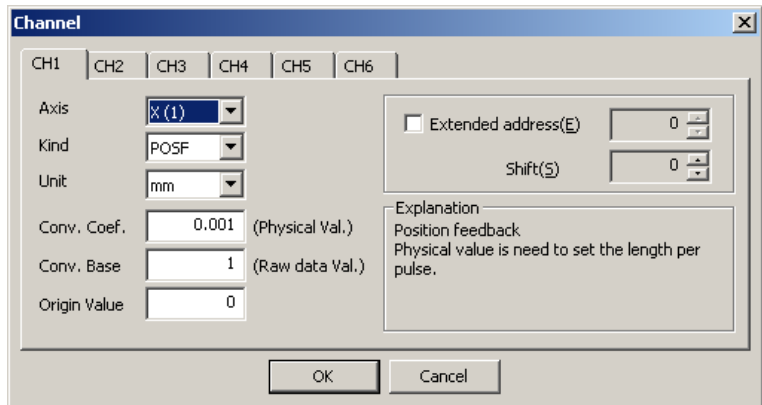 Channel
CH1 CH2 CH3 CH4 CH5 CH6
Axis X (1)
Kind POSF
Unit mm
Conv. Coef. 0.001 (Physical Val.)
Conv. Base 1 (Raw data Val.)
Origin Value 0
Extended address(E) 0
Shift(S) 0
Explanation
Position feedback
Physical value is need to set the length per
pulse.
OK Cancel